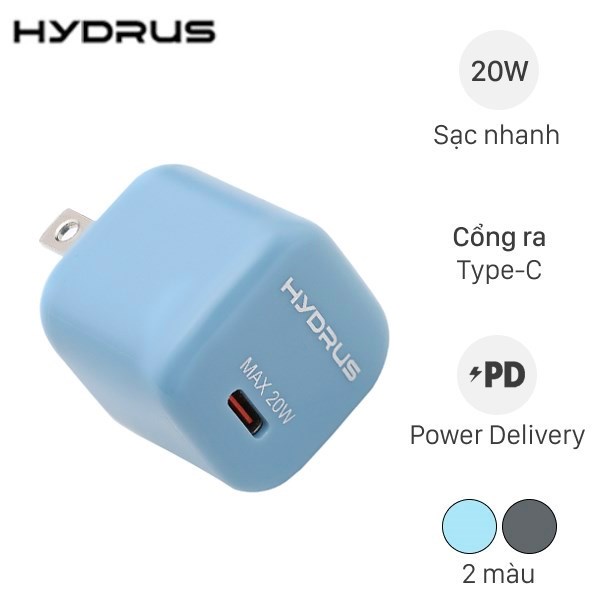 HYDRUS
20W
Sạc nhanh
Cổng ra
Type-C
PD
Power Delivery
2 màu
HYDRUS
MAX 20W